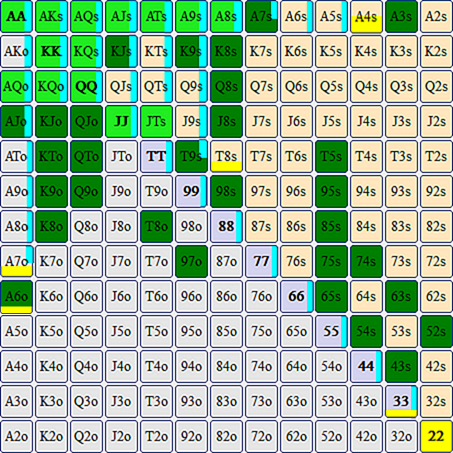 AA AKs AQs AJs ATs A9s A8s A7s A6s A5s A4s A3s A2s
AKo KK KQs KJs KTs K9s K8s K7s K6s K5s K4s K3s K2s
AQo KQo QQ QJs QTs Q9s Q8s Q7s Q6s Q5s Q4s Q3s Q2s
AJo KJo QJo JJ JTs J9s J8s J7s J6s J5s J4s J3s J2s
ATo KTo QTo JTo TT T9s T8s T7s T6s T5s T4s T3s T2s
A9o K9o Q9o J9o T9o 99 98s 97s 96s 95s 94s 93s 92s
A8o K8o Q8o J8o T8o 98o 88 87s 86s 85s 84s 83s 82s
A7o K7o Q7o J7o T7o 97o 87o 77 76s 75s 74s 73s 72s
A6o K6o Q6o J6o T6o 96o 86o 76o 66 65s 64s 63s 62s
A5o K5o Q5o J5o T5o 95o 85o 75o 65o 55 54s 53s 52s
A4o K4o Q4o J4o T4o 94o 84o 74o 64o 54o 44 43s 42s
A3o K3o Q3o J3o T3o 93o 83o 73o 63o 53o 43o 33 32s
A2o K2o Q2o J2o T2o 92o 82o 72o 62o 52o 42o 32o 22